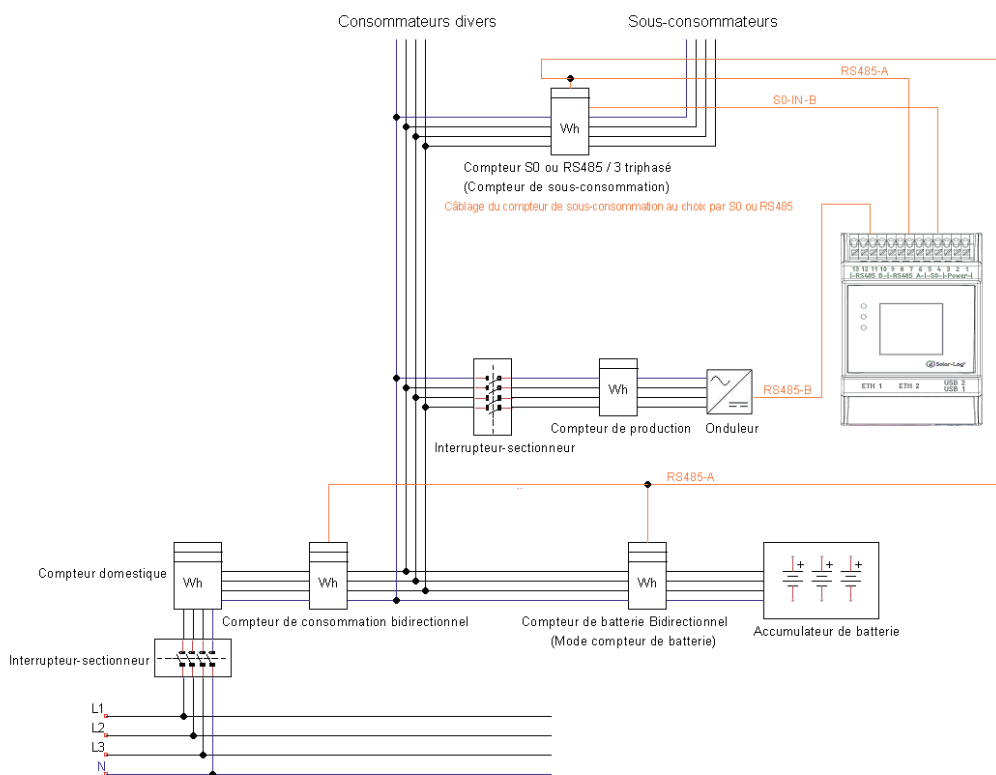 Consommateurs divers
Sous-consommateurs
RS485-A
S0-IN-B
Wh
Compteur S0 ou RS485 / 3 triphasé
(Compteur de sous-consommation)
Câblage du compteur de sous-consommation au choix par S0 ou RS485
13 12 11 10 9 8 7 6 5 4 3 2 1
|-RS485 B-|-RS485 A-|-S0-|-Power-|
Solar-Log®
ETH 1 ETH 2 USB 2
USB 1
Wh
RS485-B
Compteur de production
Onduleur
Interrupteur-sectionneur
RS485-A
Compteur domestique
Wh
Wh
Wh
+ + +
Compteur de consommation bidirectionnel
Compteur de batterie Bidirectionnel
(Mode compteur de batterie)
Accumulateur de batterie
Interrupteur-sectionneur
L1
L2
L3
N